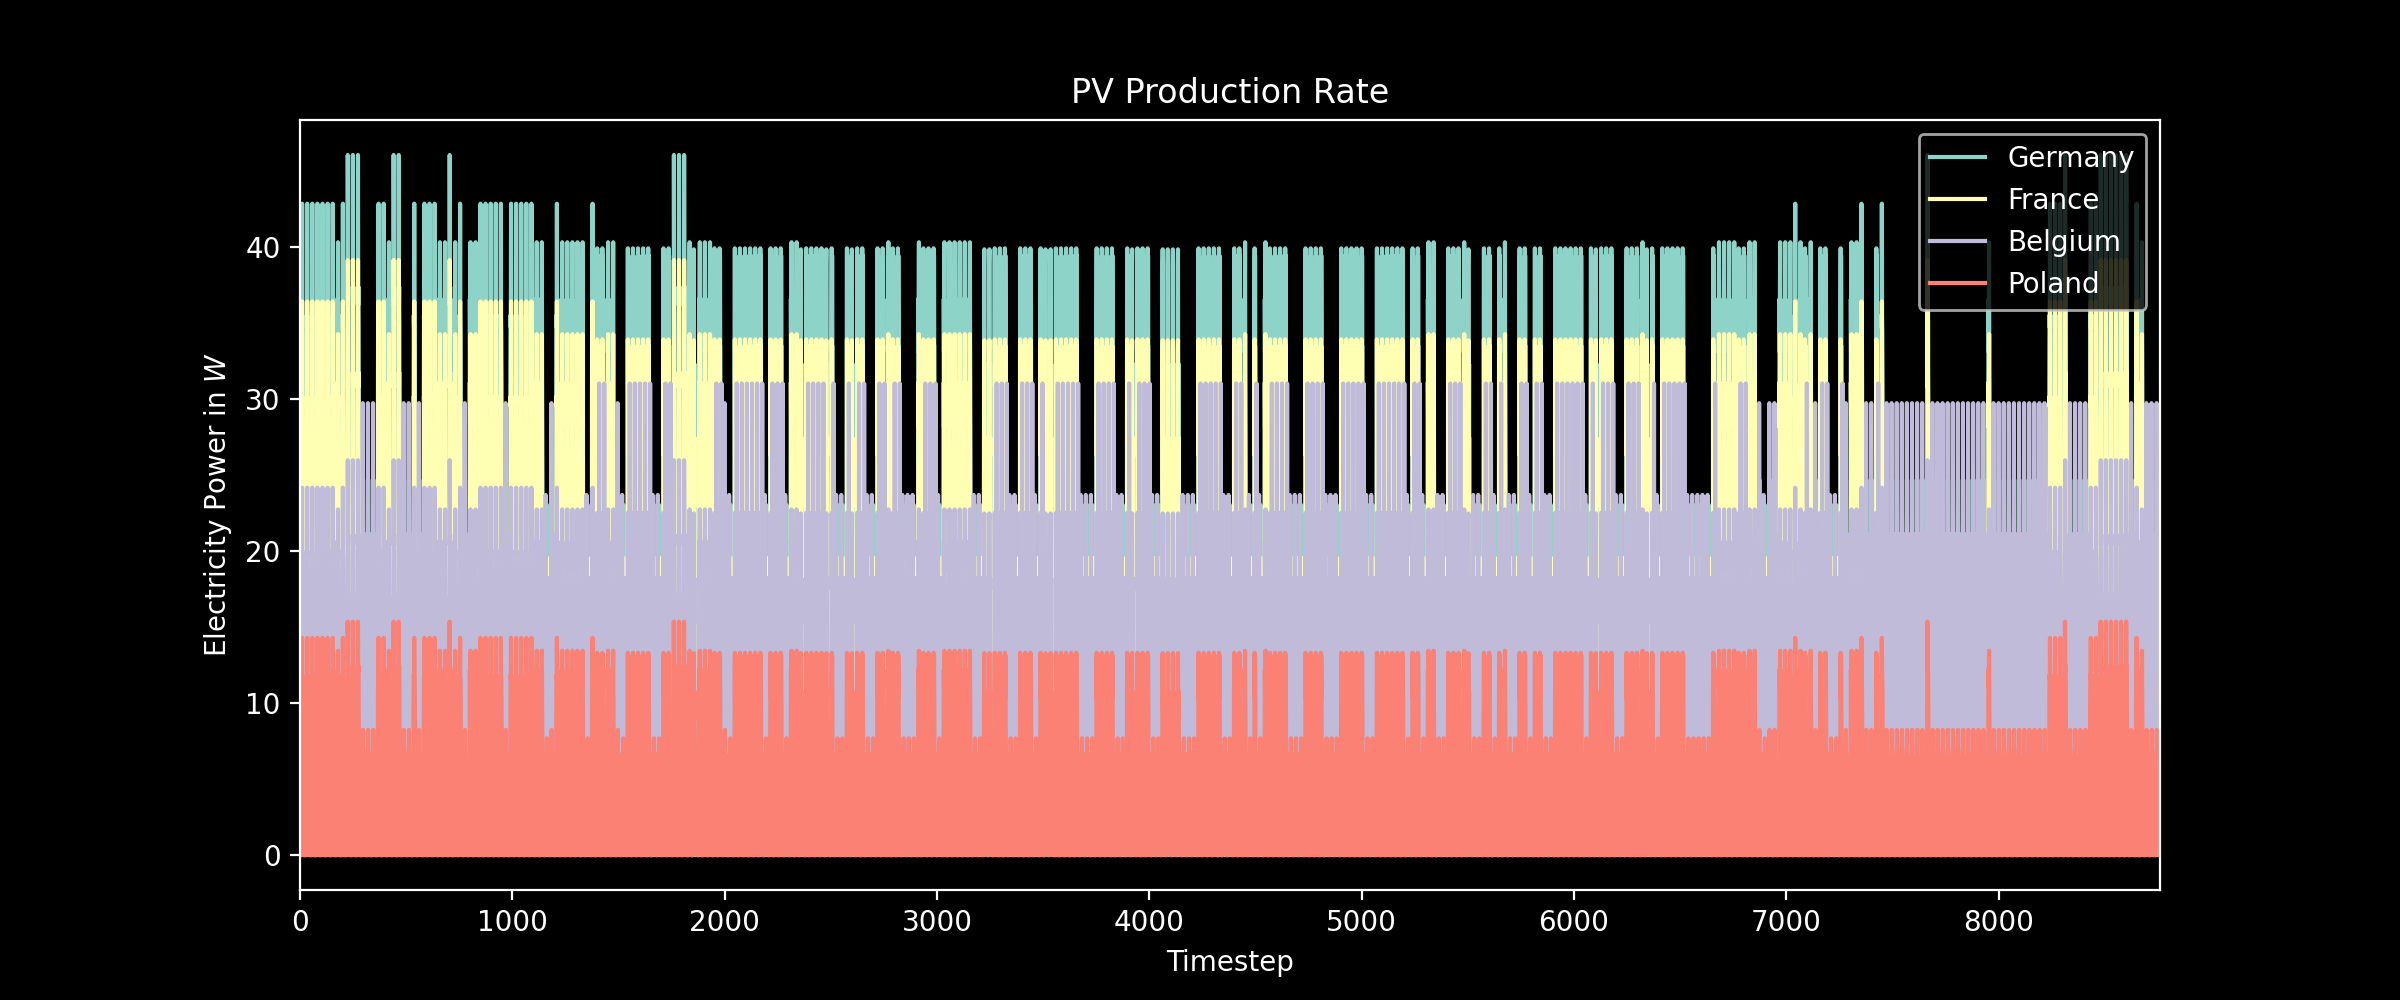 PV Production Rate
Germany
France
Belgium
Poland
40
30
20
10
0
Electricity Power in W
0 1000 2000 3000 4000 5000 6000 7000 8000
Timestep